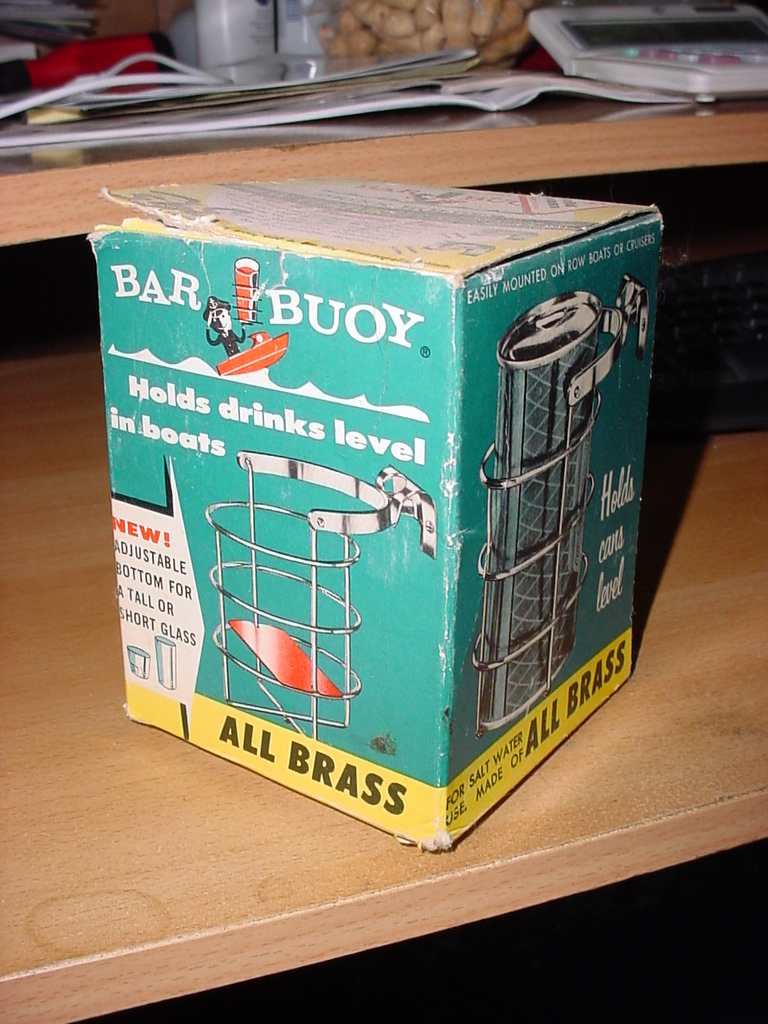 BAR BUOY®
Holds drinks level
in boats
NEW!
ADJUSTABLE
BOTTOM FOR
A TALL OR
SHORT GLASS
ALL BRASS
EASILY MOUNTED ON ROW BOATS OR CRUISERS
Holds
cans
level
FOR SALT WATER
USE. MADE OF
ALL BRASS